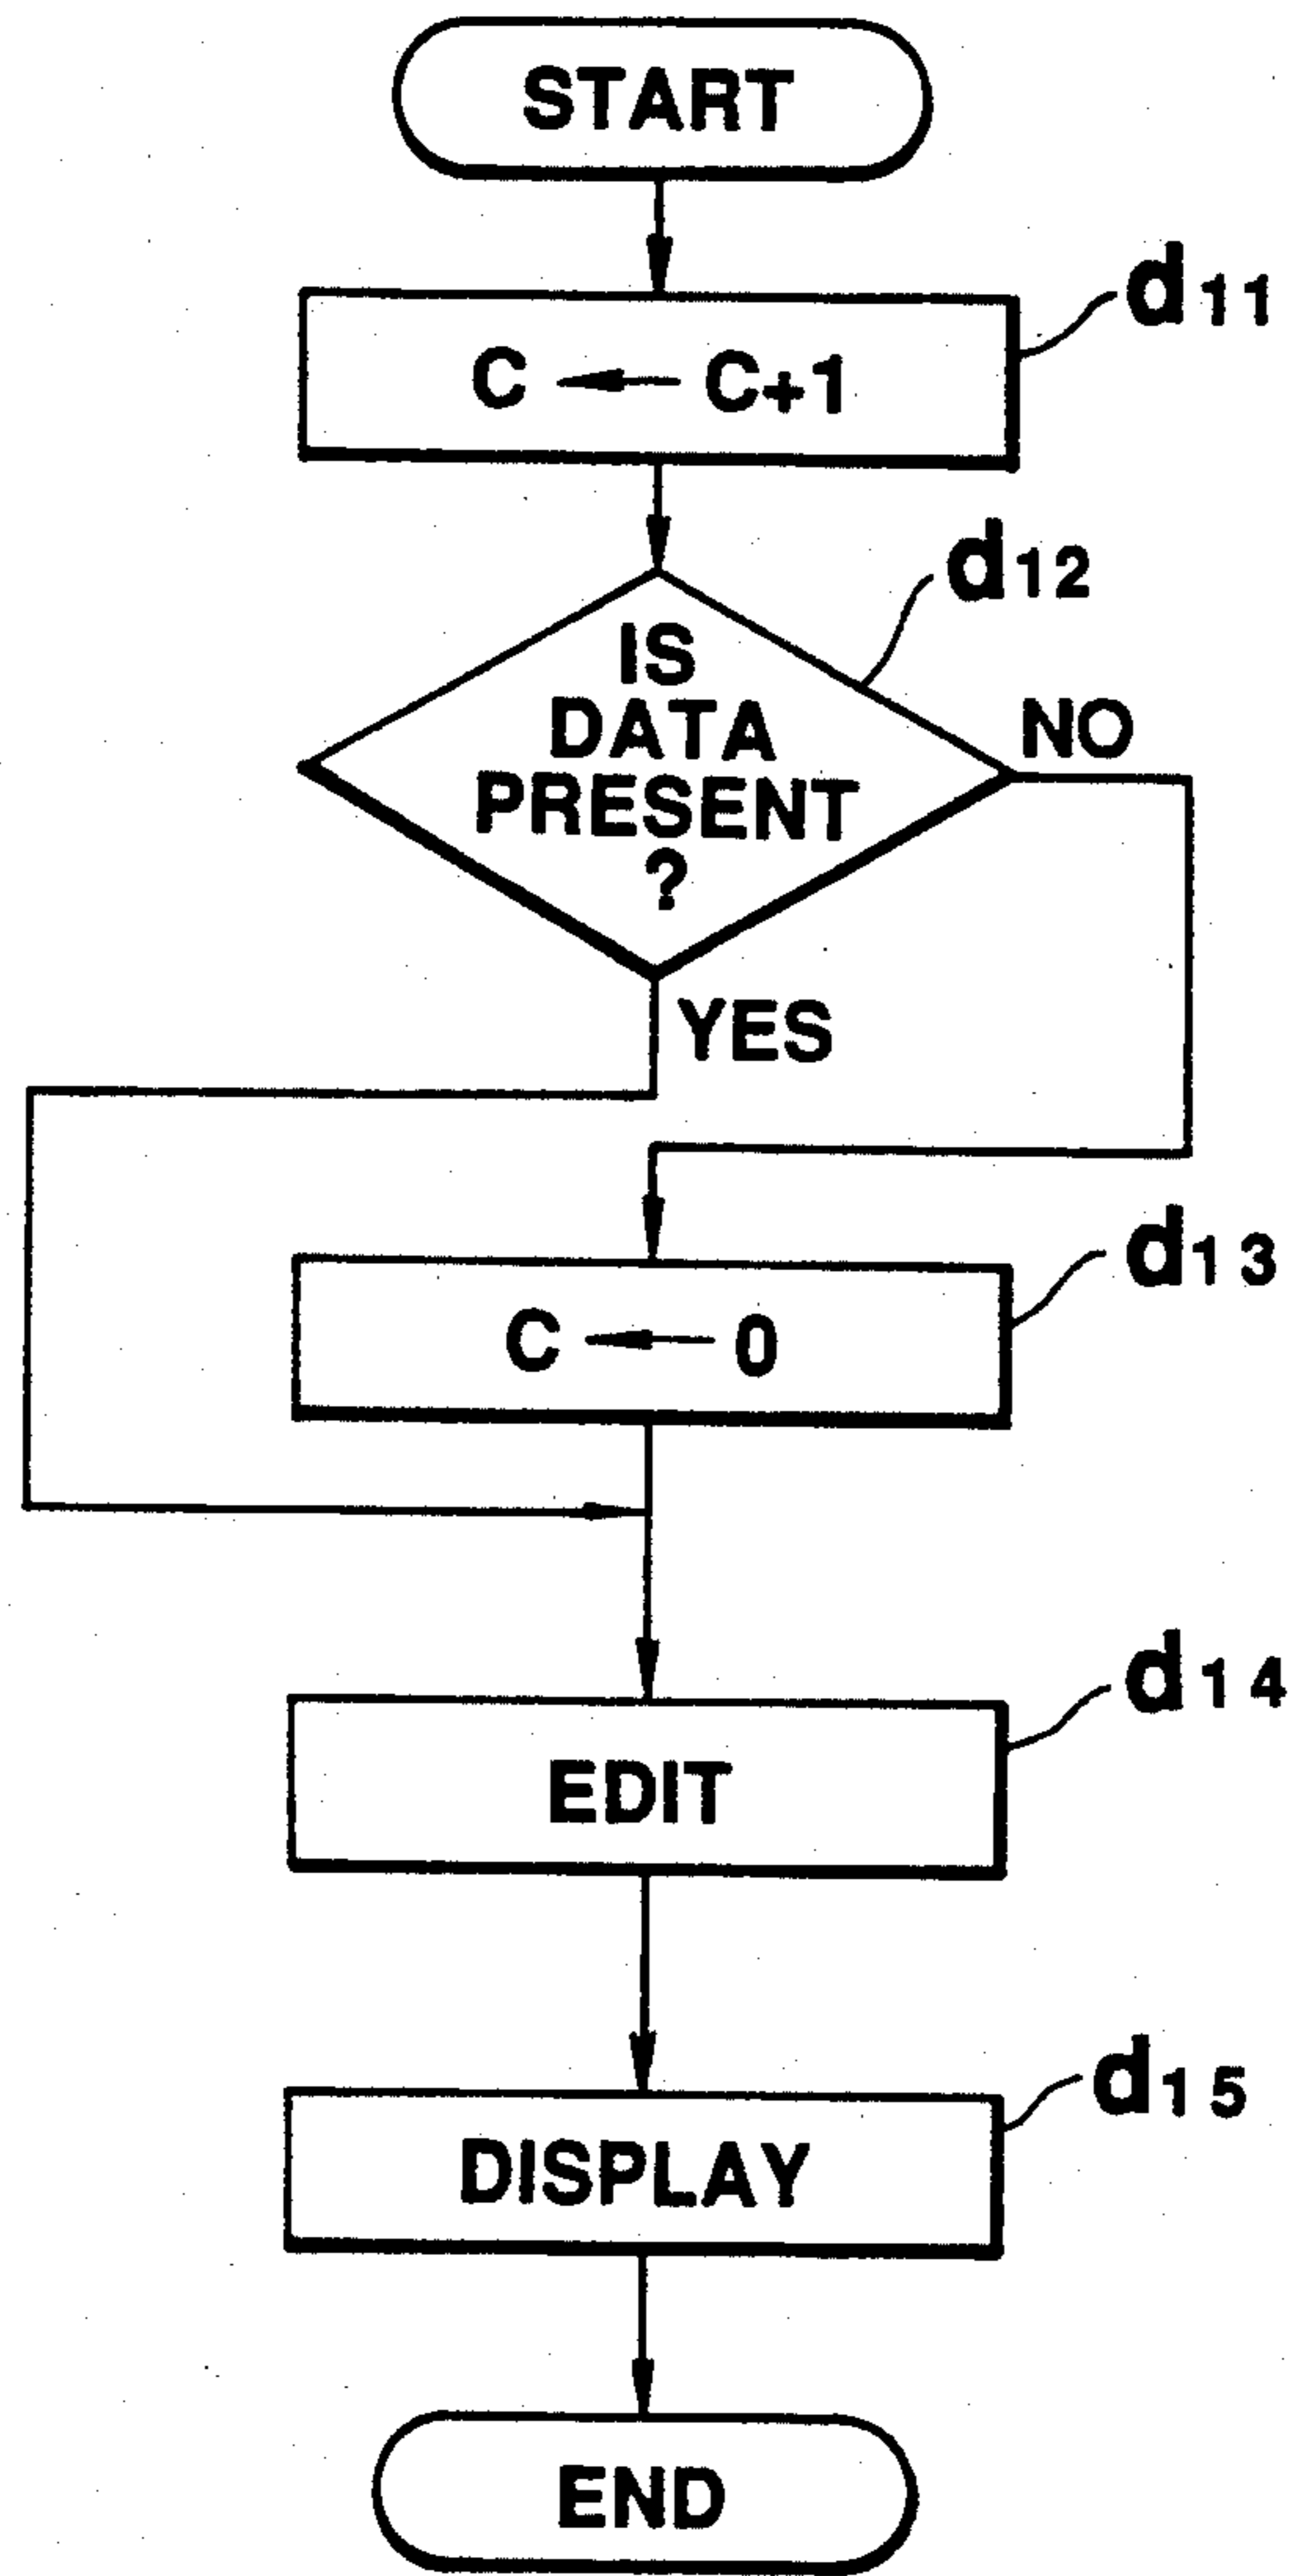 START
d11
C ← C+1
d12
IS
DATA
PRESENT
?
NO
YES
d13
C ← 0
d14
EDIT
d15
DISPLAY
END